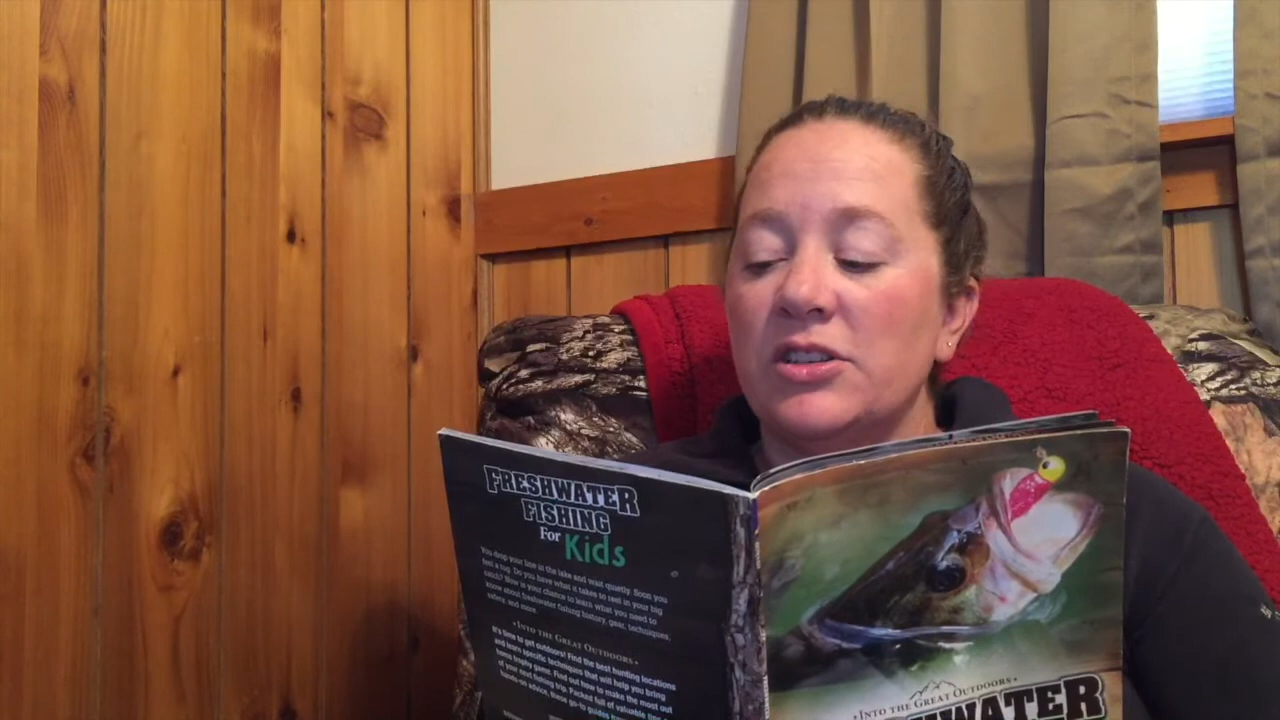 FRESHWATER
FISHING
For Kids
You drop your line in the lake and wait quietly. Soon you
feel a tug. Do you have what it takes to reel in your big
catch? Now is your chance to learn what you need to
know about freshwater fishing history, gear, techniques,
safety, and more.
• INTO THE GREAT OUTDOORS •
It's time to get outdoors! Find the best hunting locations
and learn specific techniques that will help you bring
home trophy game. Find out how to make the most out
of your next fishing trip. Packed full of valuable
hands-on advice, these go-to guides
• INTO THE GREAT OUTDOORS •
WATER